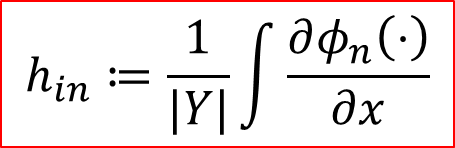 h_{in} := \frac{1}{|Y|} \int \frac{\partial \phi_n(\cdot)}{\partial x}